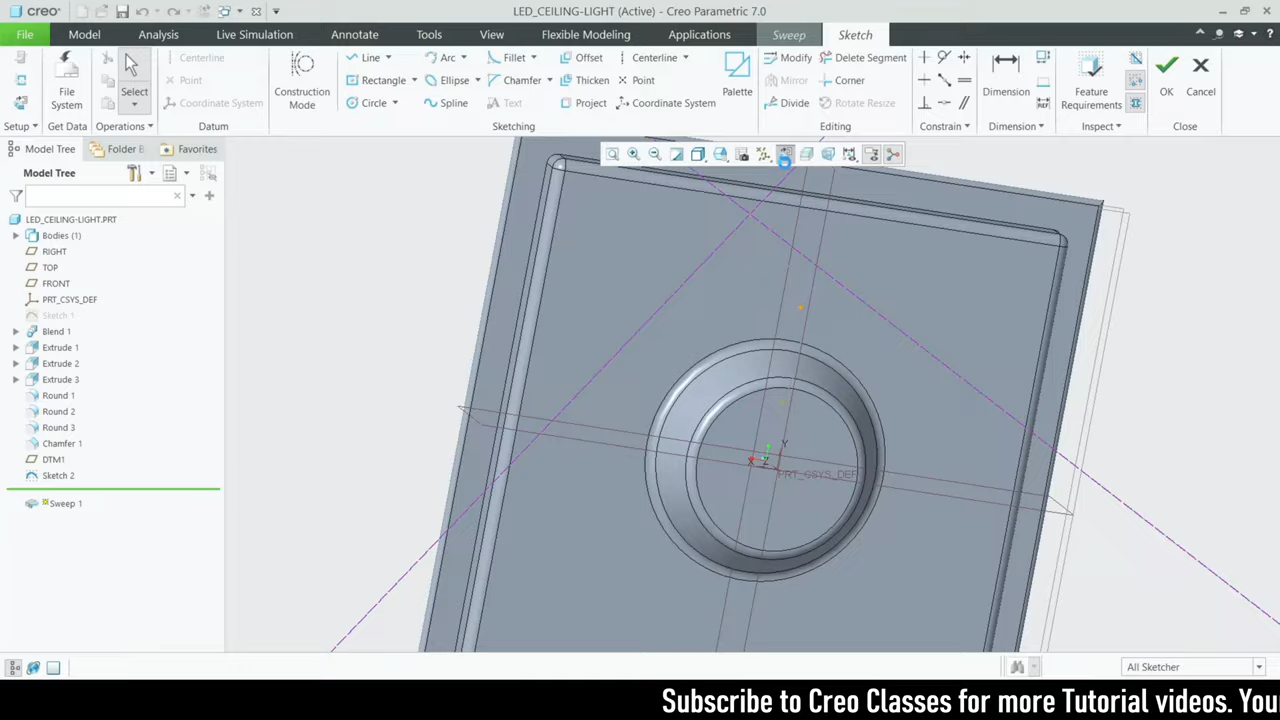 creo
LED_CEILING-LIGHT (Active) - Creo Parametric 7.0
File Model Analysis Live Simulation Annotate Tools View Flexible Modeling Applications Sweep Sketch
File System
Setup
Get Data
Select
Operations
Centerline
Point
Coordinate System
Datum
Construction Mode
Line Arc Fillet Offset Centerline
Rectangle Ellipse Chamfer Thicken Point
Circle Spline Text Project Coordinate System
Palette
Sketching
Modify Delete Segment
Mirror Corner
Divide Rotate Resize
Editing
Constrain
Dimension
REF
Dimension
Feature Requirements
Inspect
OK
Cancel
Close
Model Tree Folder B Favorites
Model Tree
LED_CEILING-LIGHT.PRT
Bodies (1)
RIGHT
TOP
FRONT
PRT_CSYS_DEF
Sketch 1
Blend 1
Extrude 1
Extrude 2
Extrude 3
Round 1
Round 2
Round 3
Chamfer 1
DTM1
Sketch 2
Sweep 1
Y
X Z
PRT_CSYS_DEF
All Sketcher
Subscribe to Creo Classes for more Tutorial videos. You